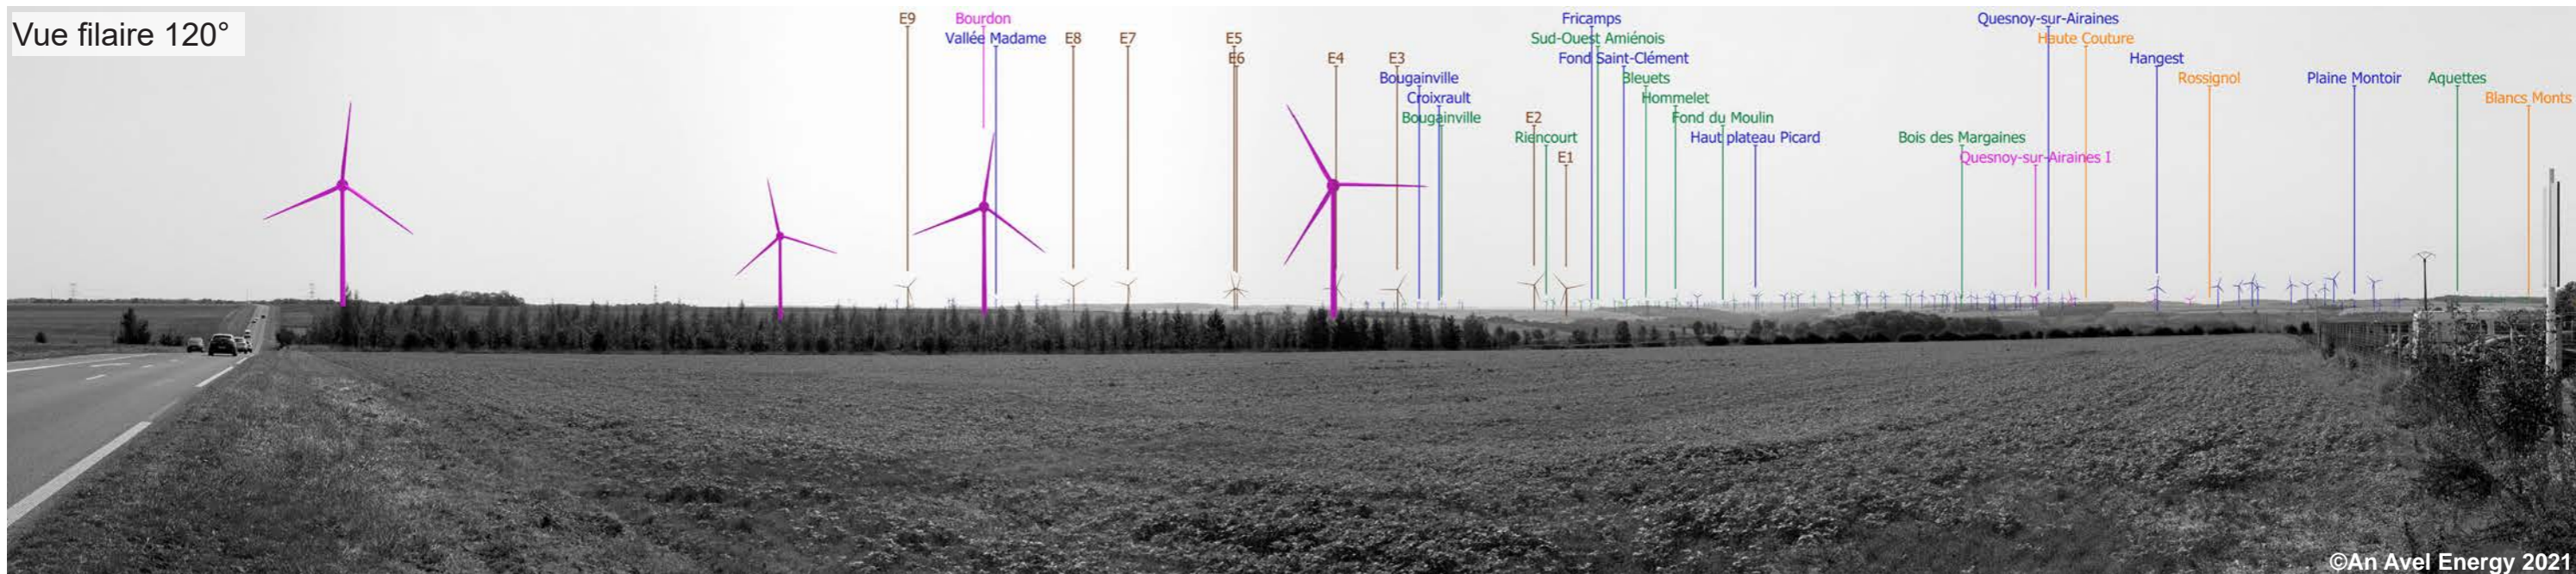 Vue filaire 120°
E9
Bourdon
Fricamps
Quesnoy-sur-Airaines
Vallée Madame
E8
E7
E5
Sud-Ouest Amiénois
Haute Couture
E6
E4
E3
Fond Saint-Clément
Hangest
Bougainville
Bleuets
Rossignol
Plaine Montoir
Aquettes
Croixrault
Hommelet
Blancs Monts
Bougainville
E2
Fond du Moulin
Riencourt
Haut plateau Picard
Bois des Margaines
E1
Quesnoy-sur-Airaines I
©An Avel Energy 2021